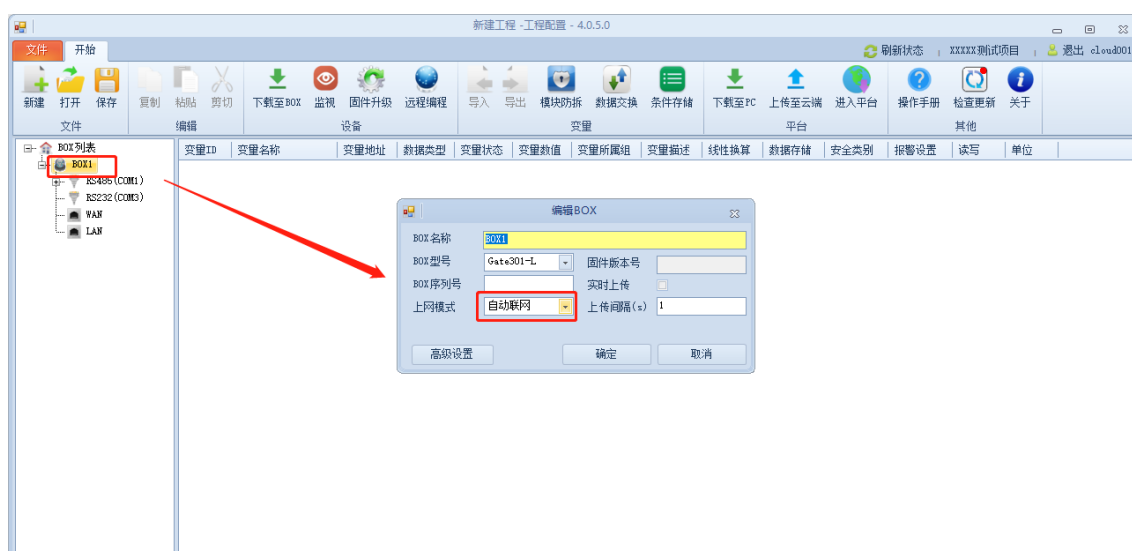 新建工程 -工程配置 - 4.0.5.0
文件 开始 刷新状态 XXXXX测试项目 退出 cloud001
新建 打开 保存 复制 粘贴 剪切 下载至BOX 监视 固件升级 远程编程 导入 导出 模块防拆 数据交换 条件存储 下载至PC 上传至云端 进入平台 操作手册 检查更新 关于
文件 编辑 设备 变量 平台 其他
BOX列表
BOX1
RS485(COM1)
RS232(COM3)
WAN
LAN
变量ID 变量名称 变量地址 数据类型 变量状态 变量数值 变量所属组 变量描述 线性换算 数据存储 安全类别 报警设置 读写 单位
编辑BOX
BOX名称 BOX1
BOX型号 Gate301-L 固件版本号
BOX序列号 实时上传
上网模式 自动联网 上传间隔(s) 1
高级设置 确定 取消